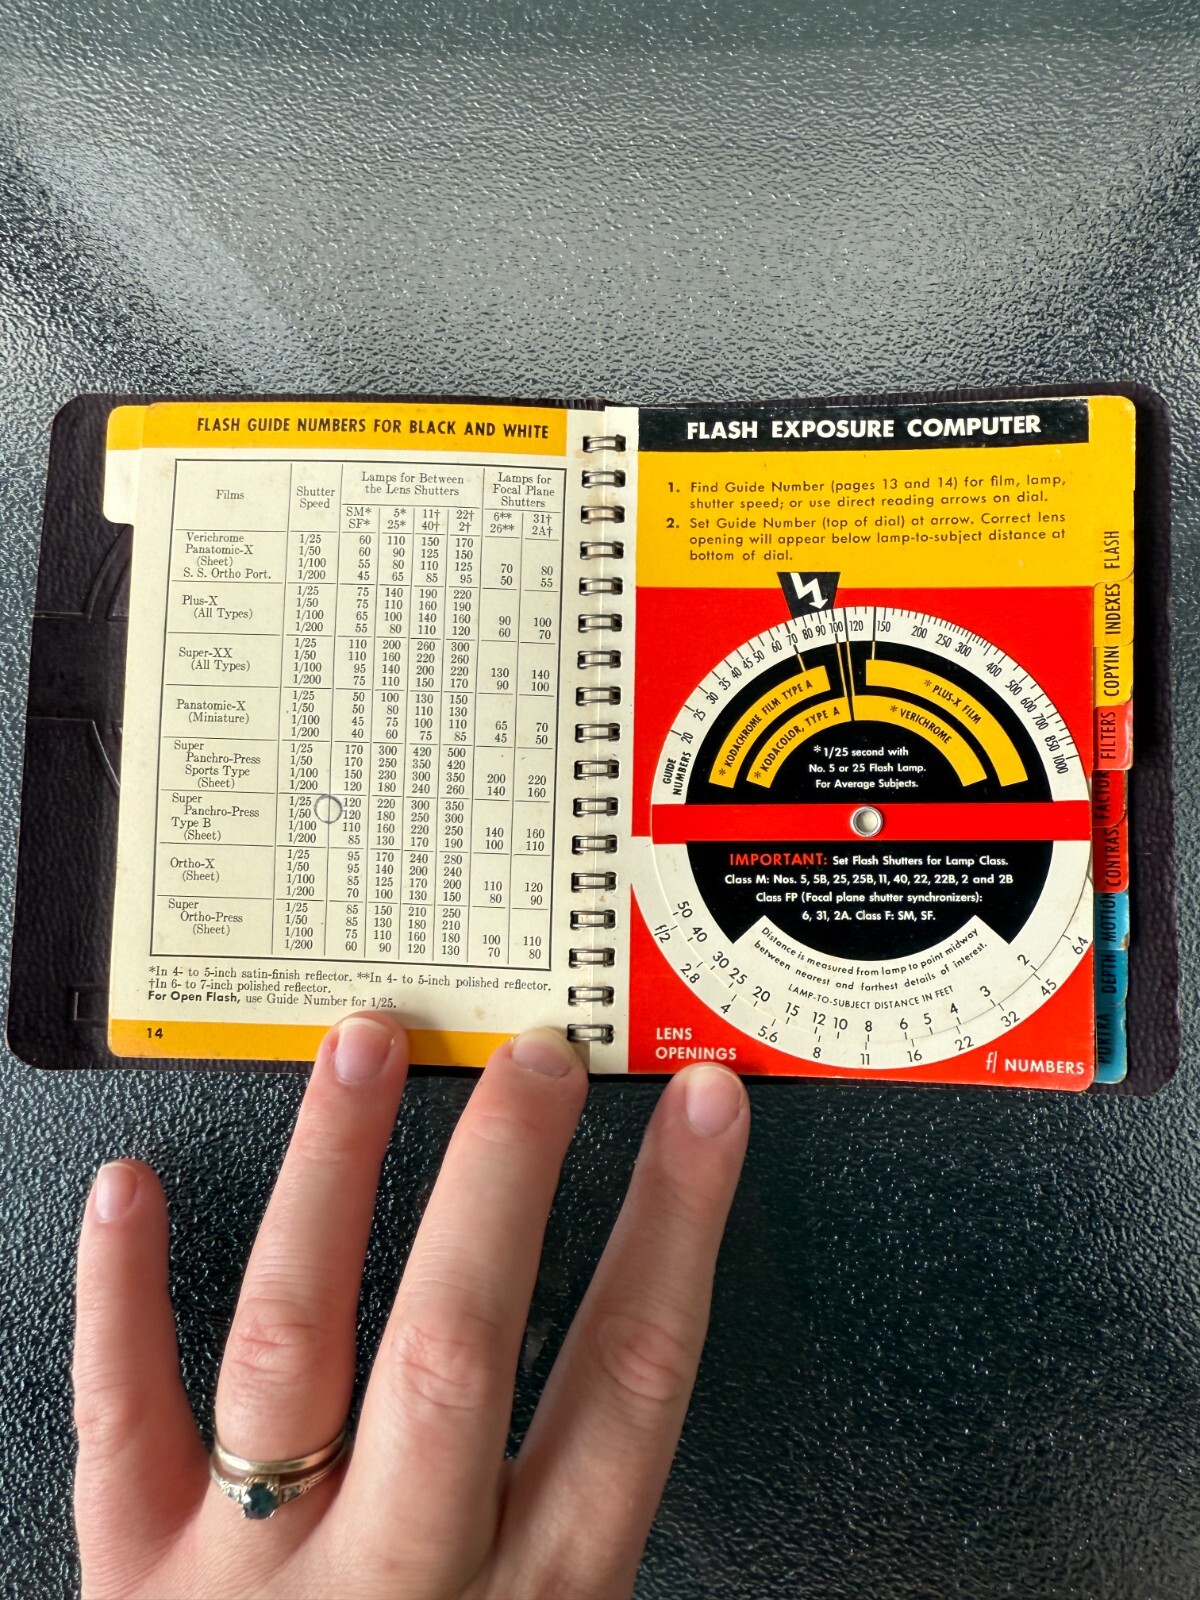 FLASH GUIDE NUMBERS FOR BLACK AND WHITE
Films Shutter Speed Lamps for Between the Lens Shutters Lamps for Focal Plane Shutters
SM* 5* 11† 22† 6** 31†
SF* 25* 40† 2† 26** 2A†
Verichrome 1/25 60 110 150 170
Panatomic-X 1/50 60 90 125 150
(Sheet) 1/100 55 80 110 125 70 80
S. S. Ortho Port. 1/200 45 65 85 95 50 55
Plus-X 1/25 75 140 190 220
(All Types) 1/50 75 110 160 190
1/100 65 100 140 160 90 100
1/200 55 80 110 120 60 70
Super-XX 1/25 110 200 260 300
(All Types) 1/50 110 160 220 260
1/100 95 140 200 220 130 140
1/200 75 110 150 170 90 100
Panatomic-X 1/25 50 100 130 150
(Miniature) 1/50 50 80 110 130
1/100 45 75 100 110 65 70
1/200 40 60 75 85 45 50
Super 1/25 170 300 420 500
Panchro-Press 1/50 170 250 350 420
Sports Type 1/100 150 230 300 350 200 220
(Sheet) 1/200 120 180 240 260 140 160
Super 1/25 120 220 300 350
Panchro-Press 1/50 120 180 250 300
Type B 1/100 110 160 220 250 140 160
(Sheet) 1/200 85 130 170 190 100 110
Ortho-X 1/25 95 170 240 280
(Sheet) 1/50 95 140 200 240
1/100 85 125 170 200 110 120
1/200 70 100 130 150 80 90
Super 1/25 85 150 210 250
Ortho-Press 1/50 85 130 180 210
(Sheet) 1/100 75 110 160 180 100 110
1/200 60 90 120 130 70 80
*In 4- to 5-inch satin-finish reflector. **In 4- to 5-inch polished reflector.
†In 6- to 7-inch polished reflector.
For Open Flash, use Guide Number for 1/25.
14
FLASH EXPOSURE COMPUTER
1. Find Guide Number (pages 13 and 14) for film, lamp,
shutter speed; or use direct reading arrows on dial.
2. Set Guide Number (top of dial) at arrow. Correct lens
opening will appear below lamp-to-subject distance at
bottom of dial.
GUIDE NUMBERS 20 25 30 35 40 45 50 60 70 80 90 100 120 150 200 250 300 400 500 600 700 850 1000
* KODACHROME FILM TYPE A
* KODACOLOR, TYPE A
* PLUS-X FILM
* VERICHROME
*1/25 second with
No. 5 or 25 Flash Lamp.
For Average Subjects.
IMPORTANT: Set Flash Shutters for Lamp Class.
Class M: Nos. 5, 5B, 25, 25B, 11, 40, 22, 22B, 2 and 2B
Class FP (Focal plane shutter synchronizers):
6, 31, 2A. Class F: SM, SF.
Distance is measured from lamp to point midway
between nearest and farthest details of interest.
LAMP-TO-SUBJECT DISTANCE IN FEET
50 40 30 25 20 15 12 10 8 6 5 4 3 2
f/2 2.8 4 5.6 8 11 16 22 32 45 64
LENS
OPENINGS
f/ NUMBERS
FLASH
INDEXES
COPYING
FILTERS
FACTOR
CONTRAS
MOTION
DEPTH
PORTRA